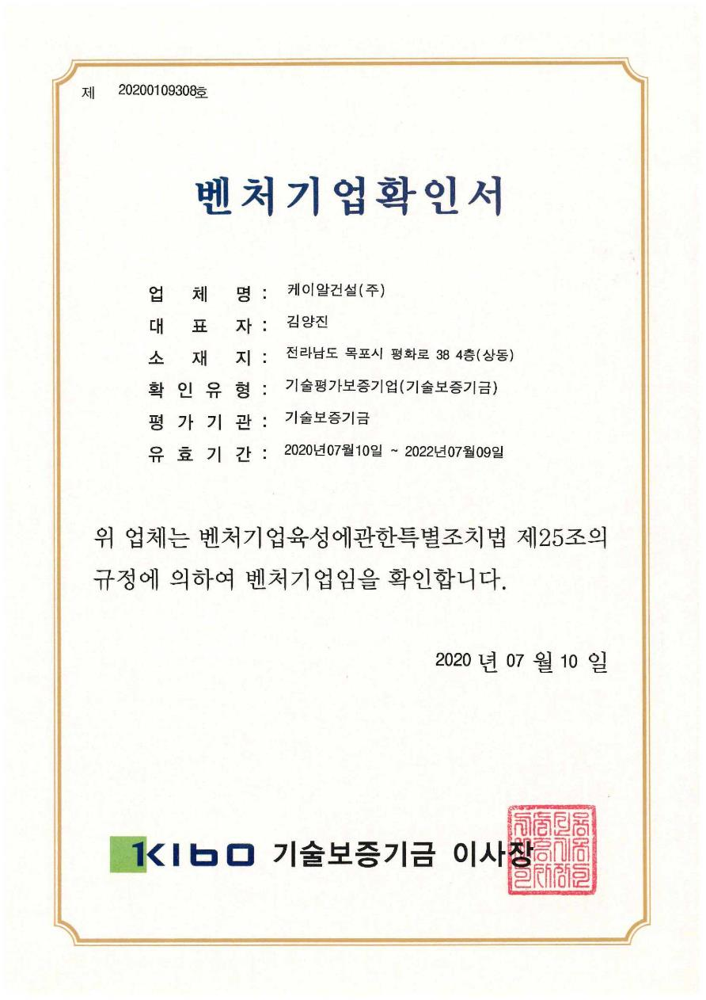 제 20200109308호
벤처기업확인서
업 체 명 : 케이알건설(주)
대 표 자 : 김양진
소 재 지 : 전라남도 목포시 평화로 38 4층(상동)
확 인 유 형 : 기술평가보증기업(기술보증기금)
평 가 기 관 : 기술보증기금
유 효 기 간 : 2020년07월10일 ~ 2022년07월09일
위 업체는 벤처기업육성에관한특별조치법 제25조의
규정에 의하여 벤처기업임을 확인합니다.
2020 년 07 월 10 일
KIBO 기술보증기금 이사장